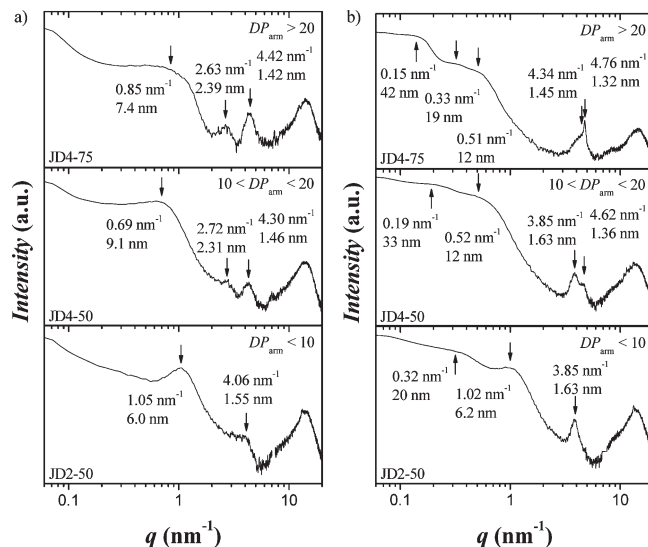 a)
DParm > 20
0.85 nm-1
7.4 nm
2.63 nm-1
2.39 nm
4.42 nm-1
1.42 nm
JD4-75
10 < DParm < 20
0.69 nm-1
9.1 nm
2.72 nm-1
2.31 nm
4.30 nm-1
1.46 nm
JD4-50
DParm < 10
1.05 nm-1
6.0 nm
4.06 nm-1
1.55 nm
JD2-50
0.1 1 10
q (nm-1)
Intensity (a.u.)
b)
DParm > 20
0.15 nm-1
42 nm
0.33 nm-1
19 nm
0.51 nm-1
12 nm
4.34 nm-1
1.45 nm
4.76 nm-1
1.32 nm
JD4-75
10 < DParm < 20
0.19 nm-1
33 nm
0.52 nm-1
12 nm
3.85 nm-1
1.63 nm
4.62 nm-1
1.36 nm
JD4-50
DParm < 10
0.32 nm-1
20 nm
1.02 nm-1
6.2 nm
3.85 nm-1
1.63 nm
JD2-50
0.1 1 10
q (nm-1)
Intensity (a.u.)